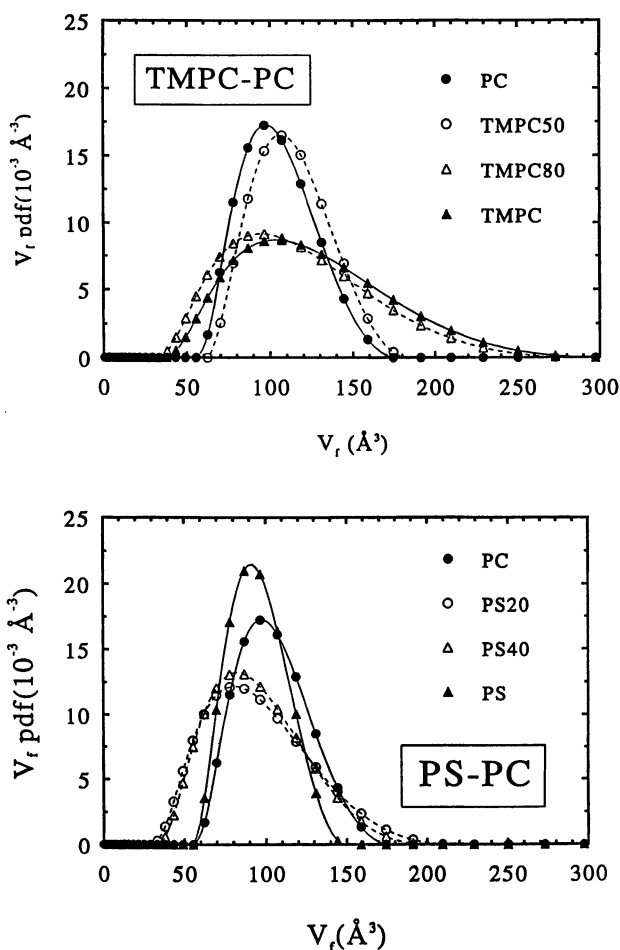 25
20
15
10
5
0
V_f pdf(10^-3 Å^-3)
TMPC-PC
PC
TMPC50
TMPC80
TMPC
0 50 100 150 200 250 300
V_f (Å^3)
25
20
15
10
5
0
V_f pdf(10^-3 Å^-3)
PC
PS20
PS40
PS
PS-PC
0 50 100 150 200 250 300
V_f(Å^3)